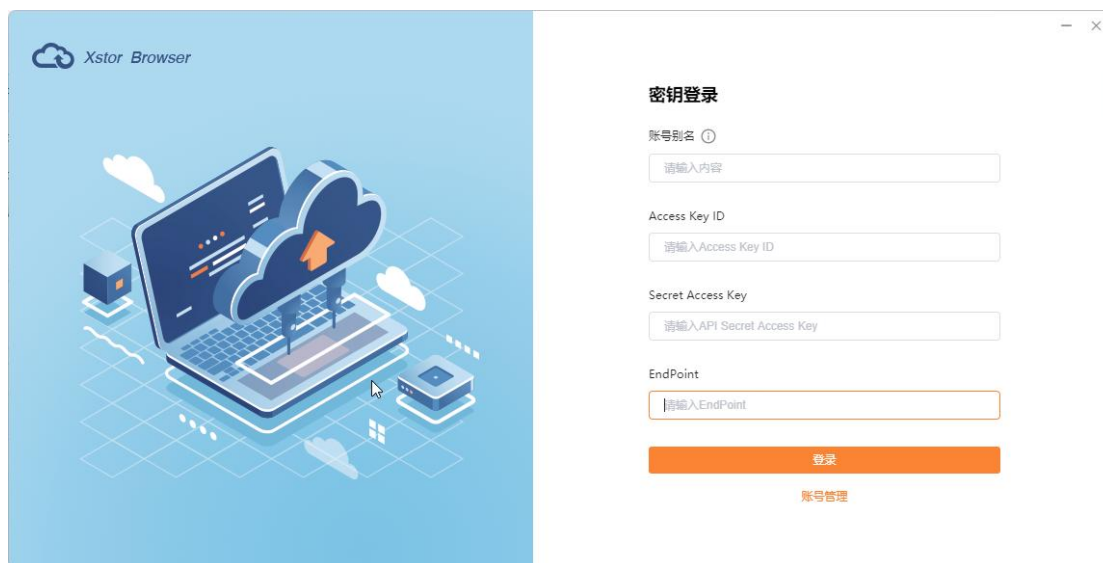 Xstor Browser
密钥登录
账号别名
请输入内容
Access Key ID
请输入Access Key ID
Secret Access Key
请输入API Secret Access Key
EndPoint
请输入EndPoint
登录
账号管理